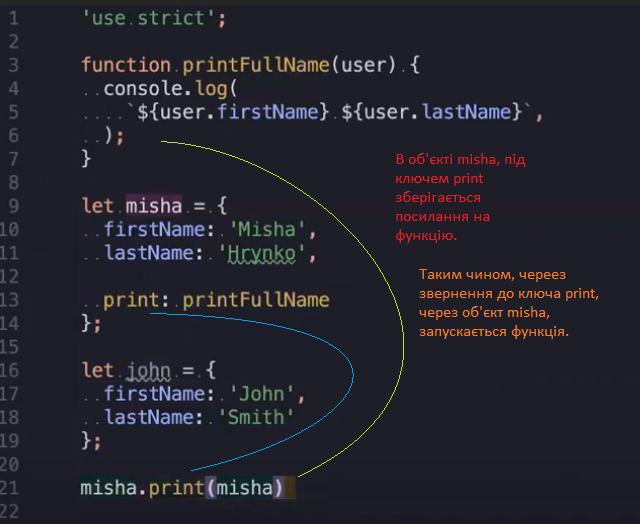 1 'use strict';
2
3 function printFullName(user) {
4 console.log(
5 `${user.firstName} ${user.lastName}`,
6 );
7 }
8
9 let misha = {
10 firstName: 'Misha',
11 lastName: 'Hrynko',
12
13 print: printFullName
14 };
15
16 let john = {
17 firstName: 'John',
18 lastName: 'Smith'
19 };
20
21 misha.print(misha)
22
В об'єкті misha, під
ключем print
зберігається
посилання на
функцію.
Таким чином, череез
звернення до ключа print,
через об'єкт misha,
запускається функція.